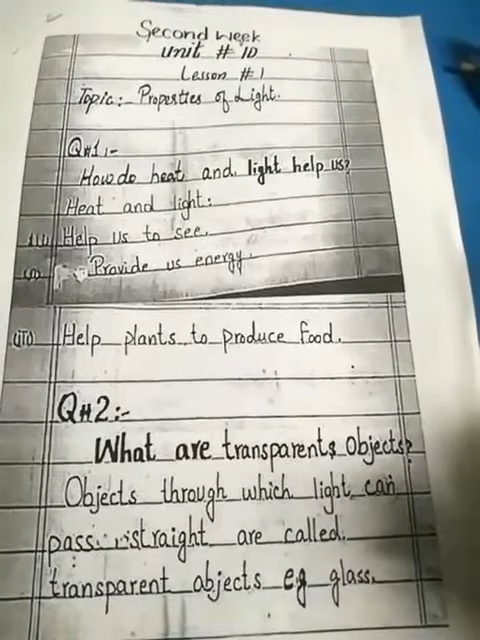 Second week
Unit # 10
Lesson #1
Topic:- Properties of Light.
Q#1:-
How do heat and light help us?
Heat and light:
Help us to see.
Provide us energy.
(iii) Help plants to produce food.
Q#2:-
What are transparents Objects?
Objects through which light can
pass straight are called
transparent objects e.g glass.